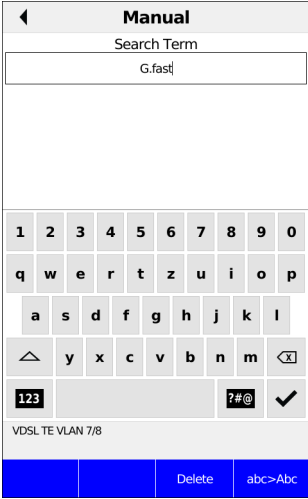 Manual
Search Term
G.fast
1 2 3 4 5 6 7 8 9 0
q w e r t z u i o p
a s d f g h j k l
y x c v b n m X
123 ?#@
VDSL TE VLAN 7/8
Delete abc>Abc